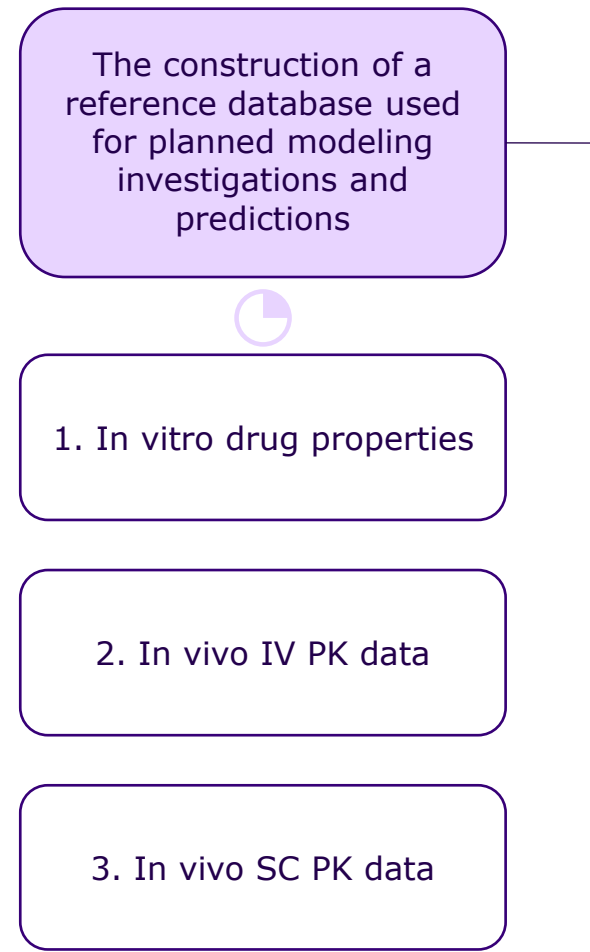 The construction of a
reference database used
for planned modeling
investigations and
predictions
1. In vitro drug properties
2. In vivo IV PK data
3. In vivo SC PK data